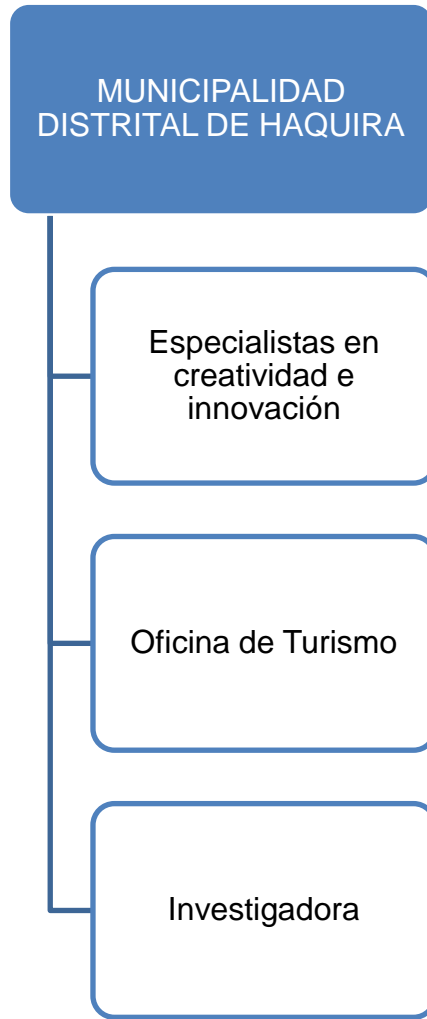 MUNICIPALIDAD
DISTRITAL DE HAQUIRA
Especialistas en
creatividad e
innovación
Oficina de Turismo
Investigadora